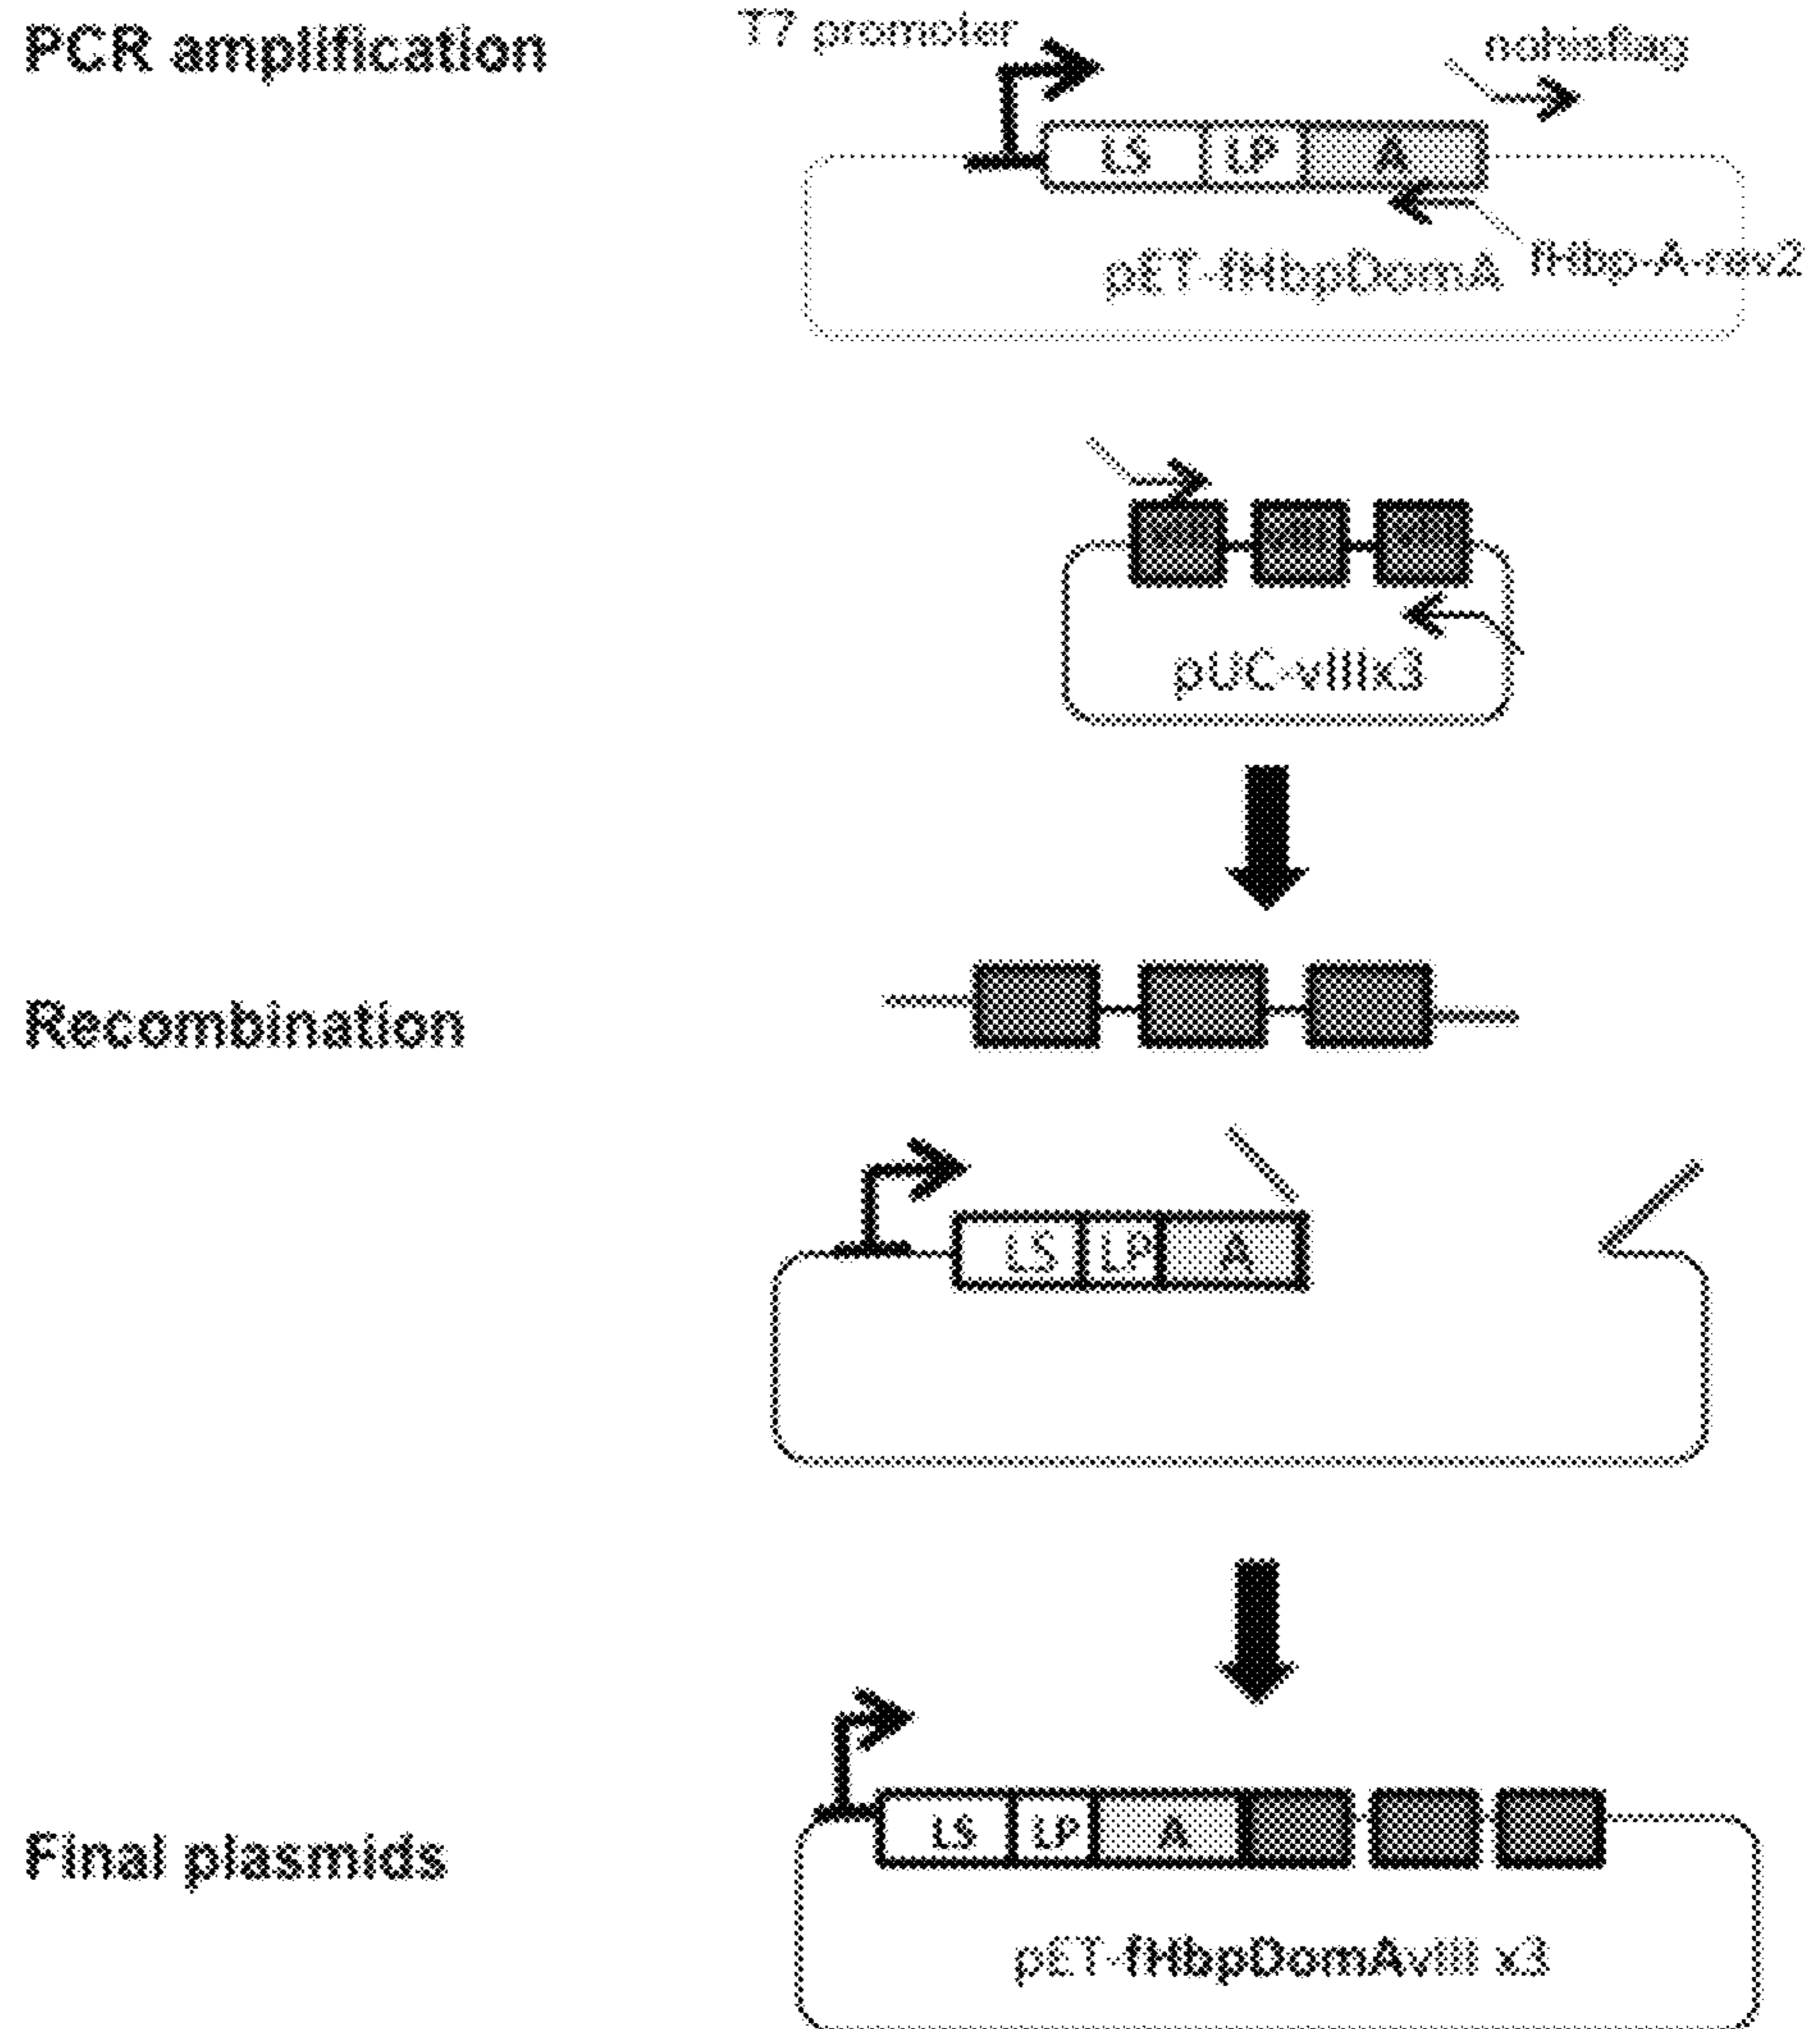 PCR amplification
T7 promoter
nohisflag
LS LP A
pET-fHbpDomA
fHbp-A-rev2
pUC-vIIIx3
Recombination
LS LP A
Final plasmids
LS LP A
pET-fHbpDomAvIII x3